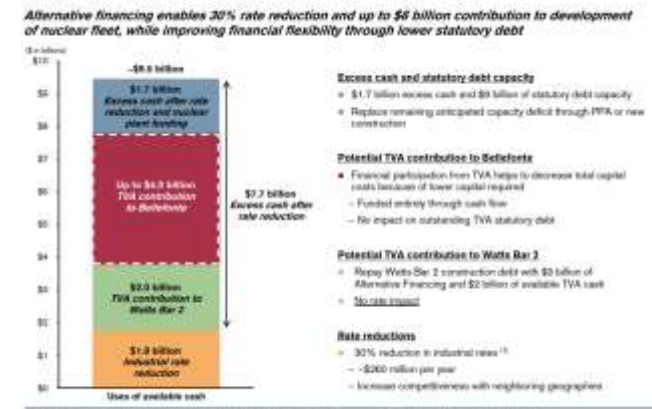 Alternative financing enables 30% rate reduction and up to $6 billion contribution to development
of nuclear fleet, while improving financial flexibility through lower statutory debt
($ in billions)
$10
~$9.5 billion
$9
$1.7 billion
Excess cash after rate
reduction and nuclear
plant funding
$8
$7
Up to $4.0 billion
TVA contribution
to Bellefonte
$6
$5
$7.7 billion
Excess cash after
rate reduction
$4
$3
$2.0 billion
TVA contribution to
Watts Bar 2
$2
$1.8 billion
Industrial rate
reduction
$1
$0
Uses of available cash
Excess cash and statutory debt capacity
$1.7 billion excess cash and $9 billion of statutory debt capacity
Replace remaining anticipated capacity deficit through PPA or new
construction
Potential TVA contribution to Bellefonte
Financial participation from TVA helps to decrease total capital
costs because of lower capital required
– Funded entirely through cash flow
– No impact on outstanding TVA statutory debt
Potential TVA contribution to Watts Bar 2
Repay Watts Bar 2 construction debt with $3 billion of
Alternative Financing and $2 billion of available TVA cash
No rate impact
Rate reductions
30% reduction in industrial rates (1)
– ~$260 million per year
– Increase competitiveness with neighboring geographies